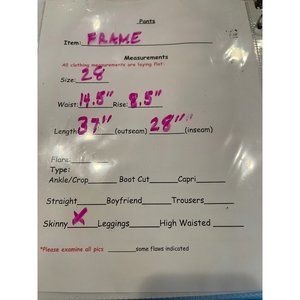 Pants
Item: FRAME
Measurements
All clothing measurements are laying flat.
Size: 28
Waist 14.5" Rise: 8.5"
Length 37" (outseam) 28" (inseam)
Flare:
Type:
Ankle/Crop Boot Cut Capri
Straight Boyfriend Trousers
Skinny X Leggings High Waisted
*Please examine all pics some flaws indicated